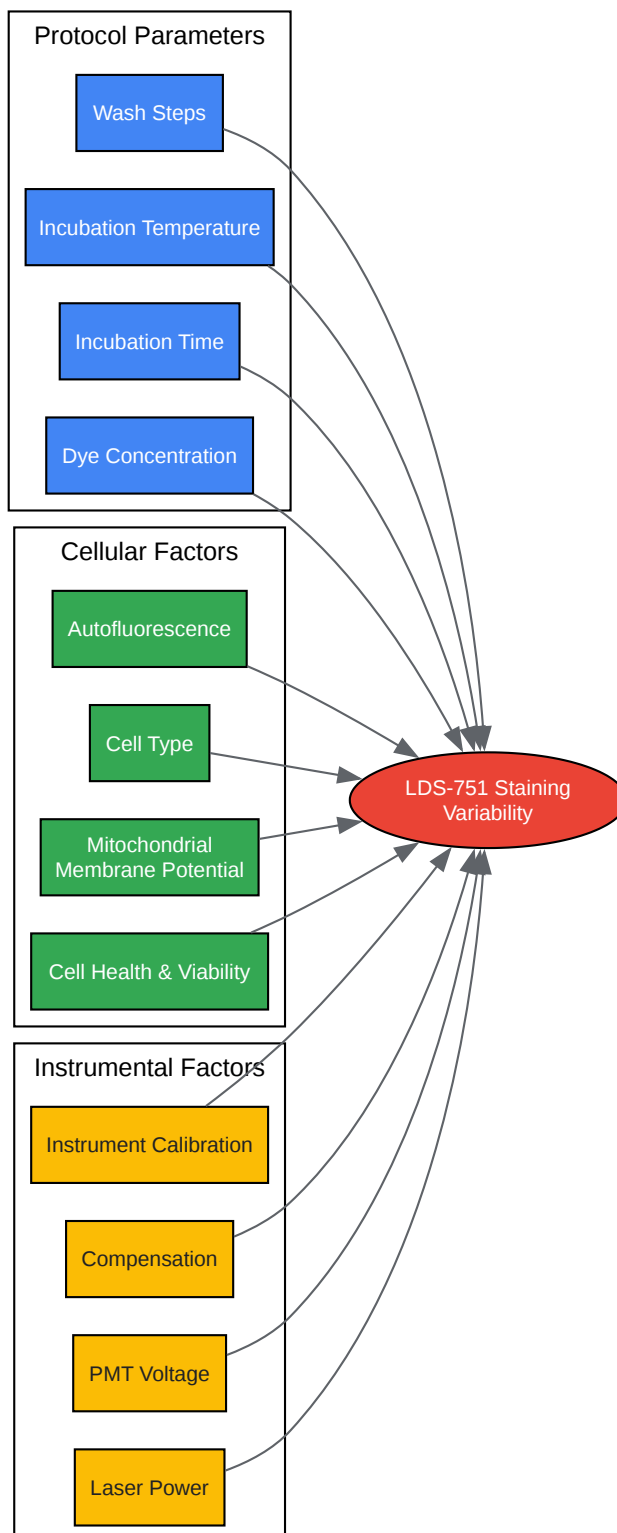 Protocol Parameters
Wash Steps
Incubation Temperature
Incubation Time
Dye Concentration
Cellular Factors
Autofluorescence
Cell Type
Mitochondrial
Membrane Potential
Cell Health & Viability
LDS-751 Staining
Variability
Instrumental Factors
Instrument Calibration
Compensation
PMT Voltage
Laser Power